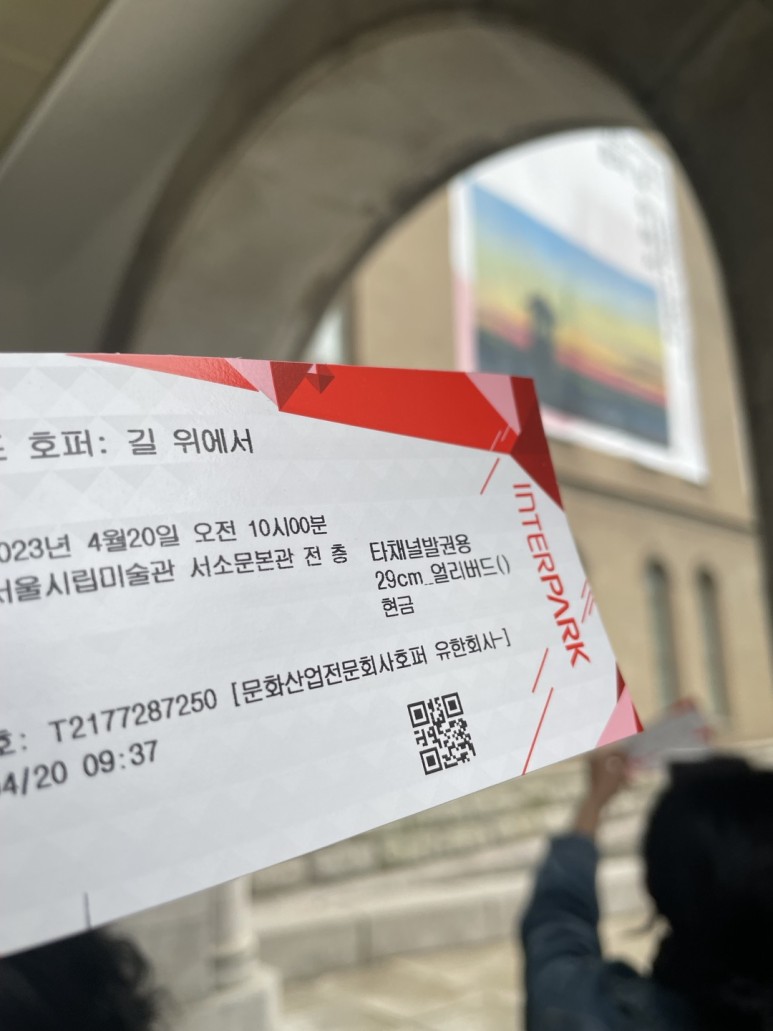 호퍼: 길 위에서
2023년 4월20일 오전 10시00분
서울시립미술관 서소문본관 전 층
타채널발권용
29cm_얼리버드()
현금
호: T2177287250 [문화산업전문회사호퍼 유한회사-]
04/20 09:37
INTERPARK